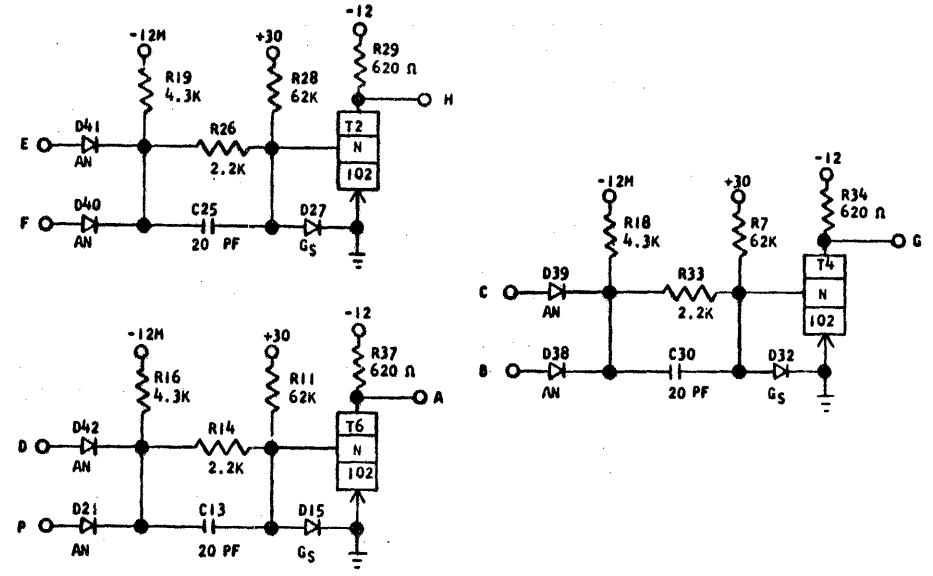 -12
-12M
+30
R29
620 Ω
R19
4.3K
R28
62K
H
D41
R26
T2
E
N
AN
2.2K
102
D40
C25
D27
F
AN
20 PF
GS
-12M
+30
-12
R34
620 Ω
R18
4.3K
R7
62K
G
D39
R33
T4
C
N
AN
2.2K
102
D38
C30
D32
B
AN
20 PF
GS
-12
-12M
+30
R37
620 Ω
R16
4.3K
R11
62K
A
D42
R14
T6
D
N
AN
2.2K
102
D21
C13
D15
P
AN
20 PF
GS